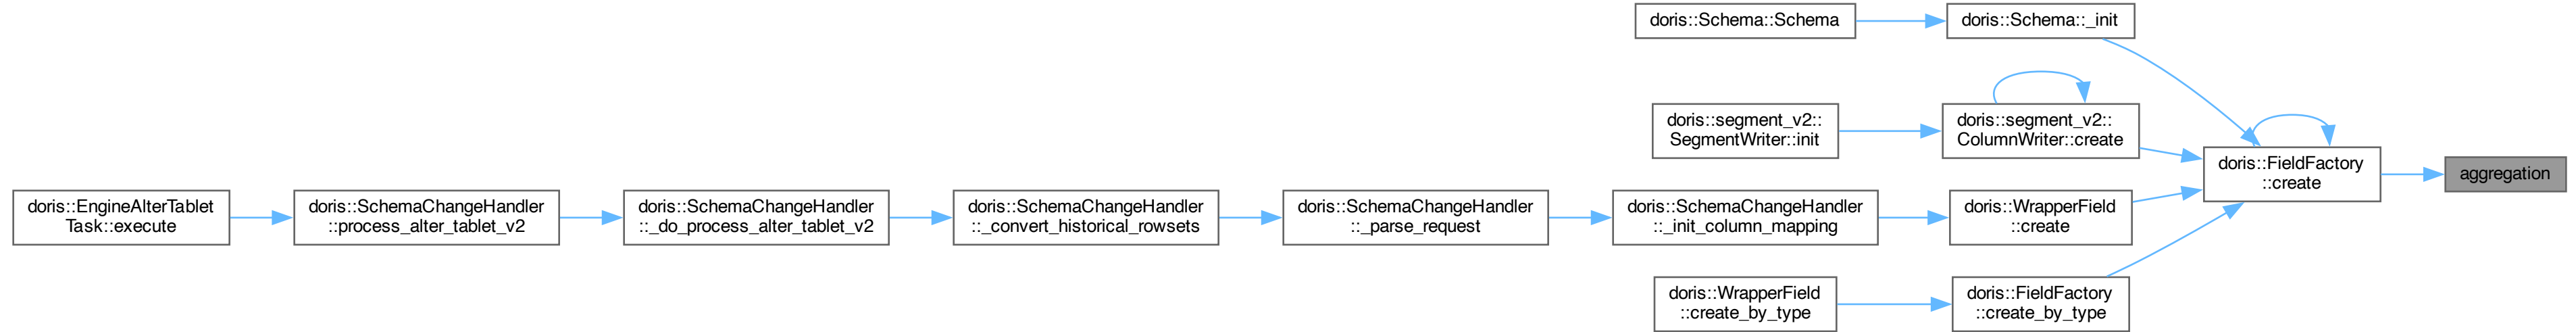 doris::Schema::Schema
doris::Schema::_init
doris::segment_v2::
SegmentWriter::init
doris::segment_v2::
ColumnWriter::create
doris::FieldFactory
::create
aggregation
doris::EngineAlterTablet
Task::execute
doris::SchemaChangeHandler
::process_alter_tablet_v2
doris::SchemaChangeHandler
::_do_process_alter_tablet_v2
doris::SchemaChangeHandler
::_convert_historical_rowsets
doris::SchemaChangeHandler
::_parse_request
doris::SchemaChangeHandler
::_init_column_mapping
doris::WrapperField
::create
doris::WrapperField
::create_by_type
doris::FieldFactory
::create_by_type